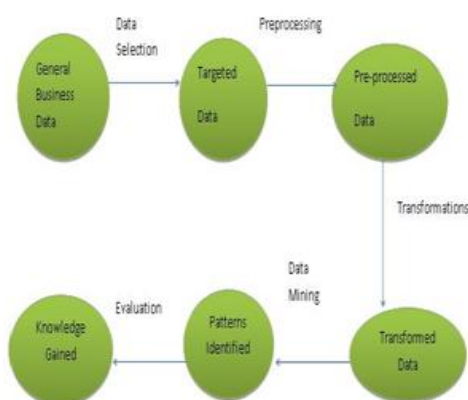 Data
Selection
Preprocessing
General
Business
Data
Targeted
Data
Pre-processed
Data
Transformations
Data
Mining
Evaluation
Knowledge
Gained
Patterns
Identified
Transformed
Data